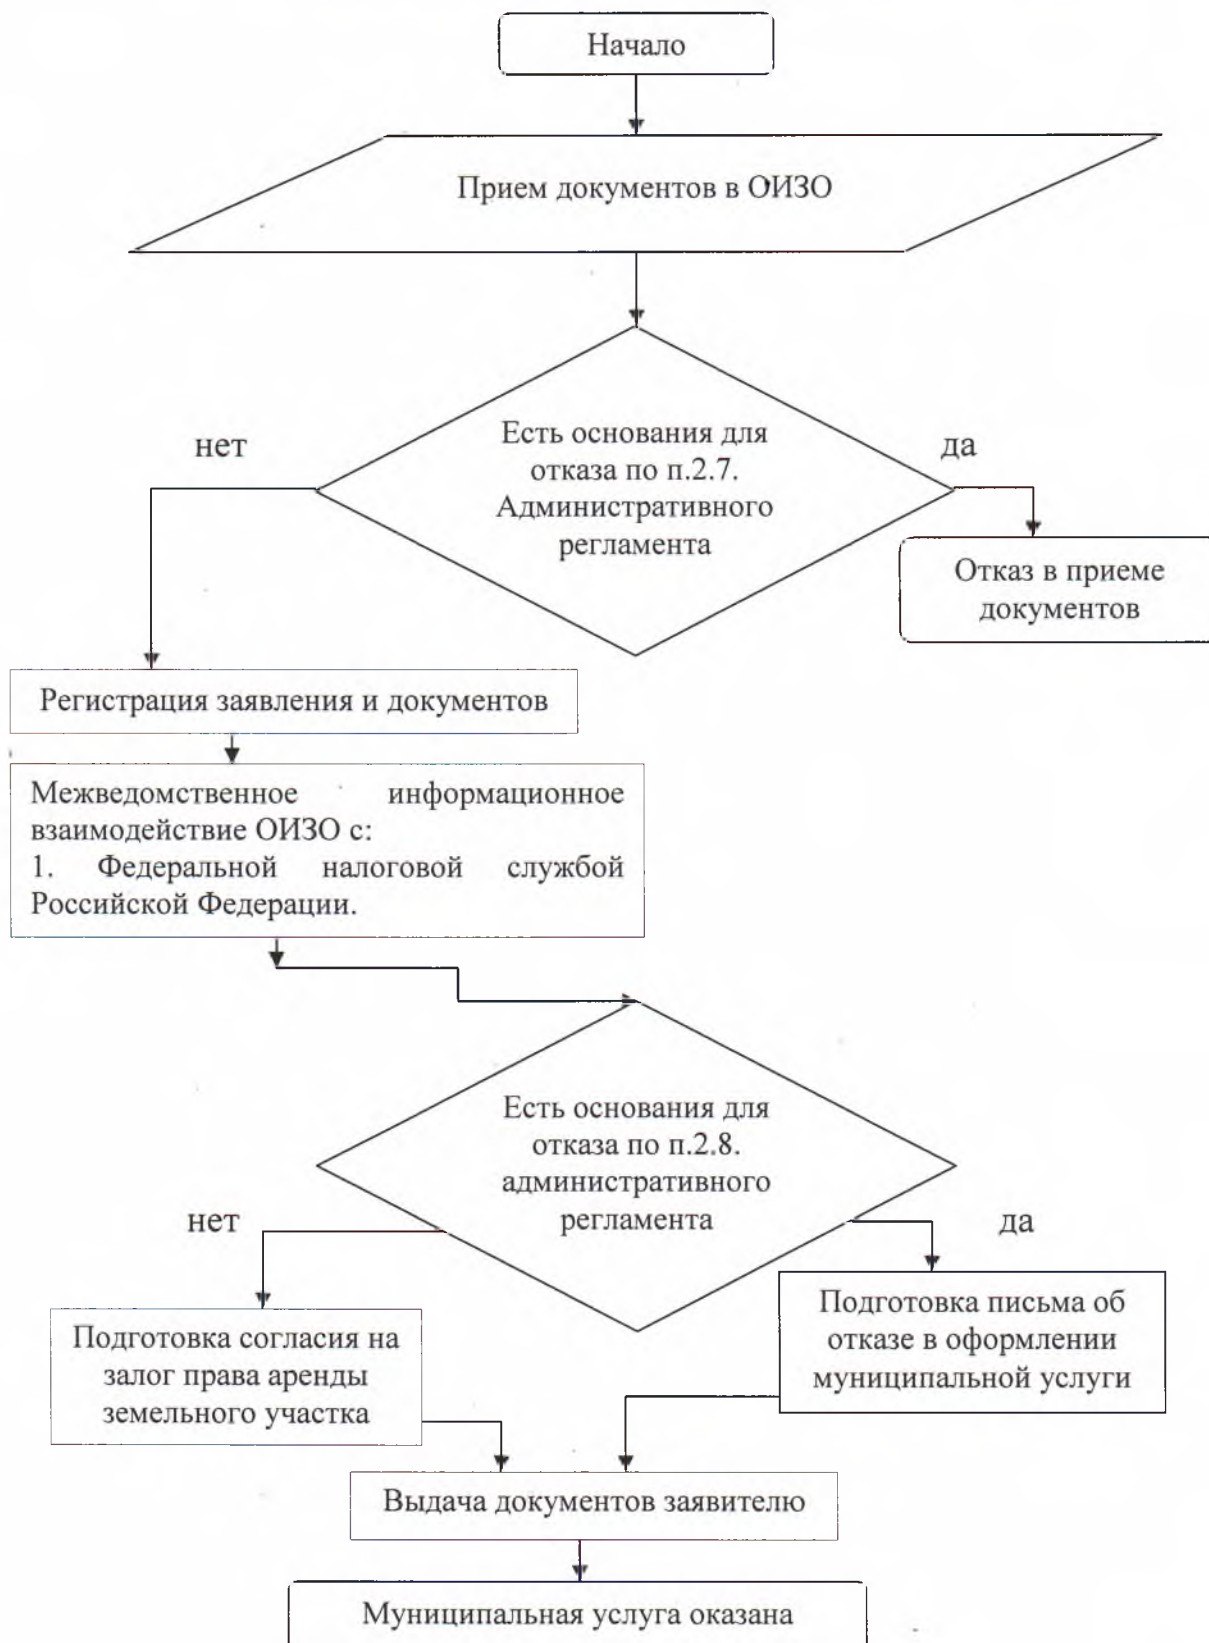 Начало
Прием документов в ОИЗО
Есть основания для
отказа по п.2.7.
Административного
регламента
нет
да
Отказ в приеме
документов
Регистрация заявления и документов
Межведомственное информационное
взаимодействие ОИЗО с:
1. Федеральной налоговой службой
Российской Федерации.
Есть основания для
отказа по п.2.8.
административного
регламента
нет
да
Подготовка согласия на
залог права аренды
земельного участка
Подготовка письма об
отказе в оформлении
муниципальной услуги
Выдача документов заявителю
Муниципальная услуга оказана